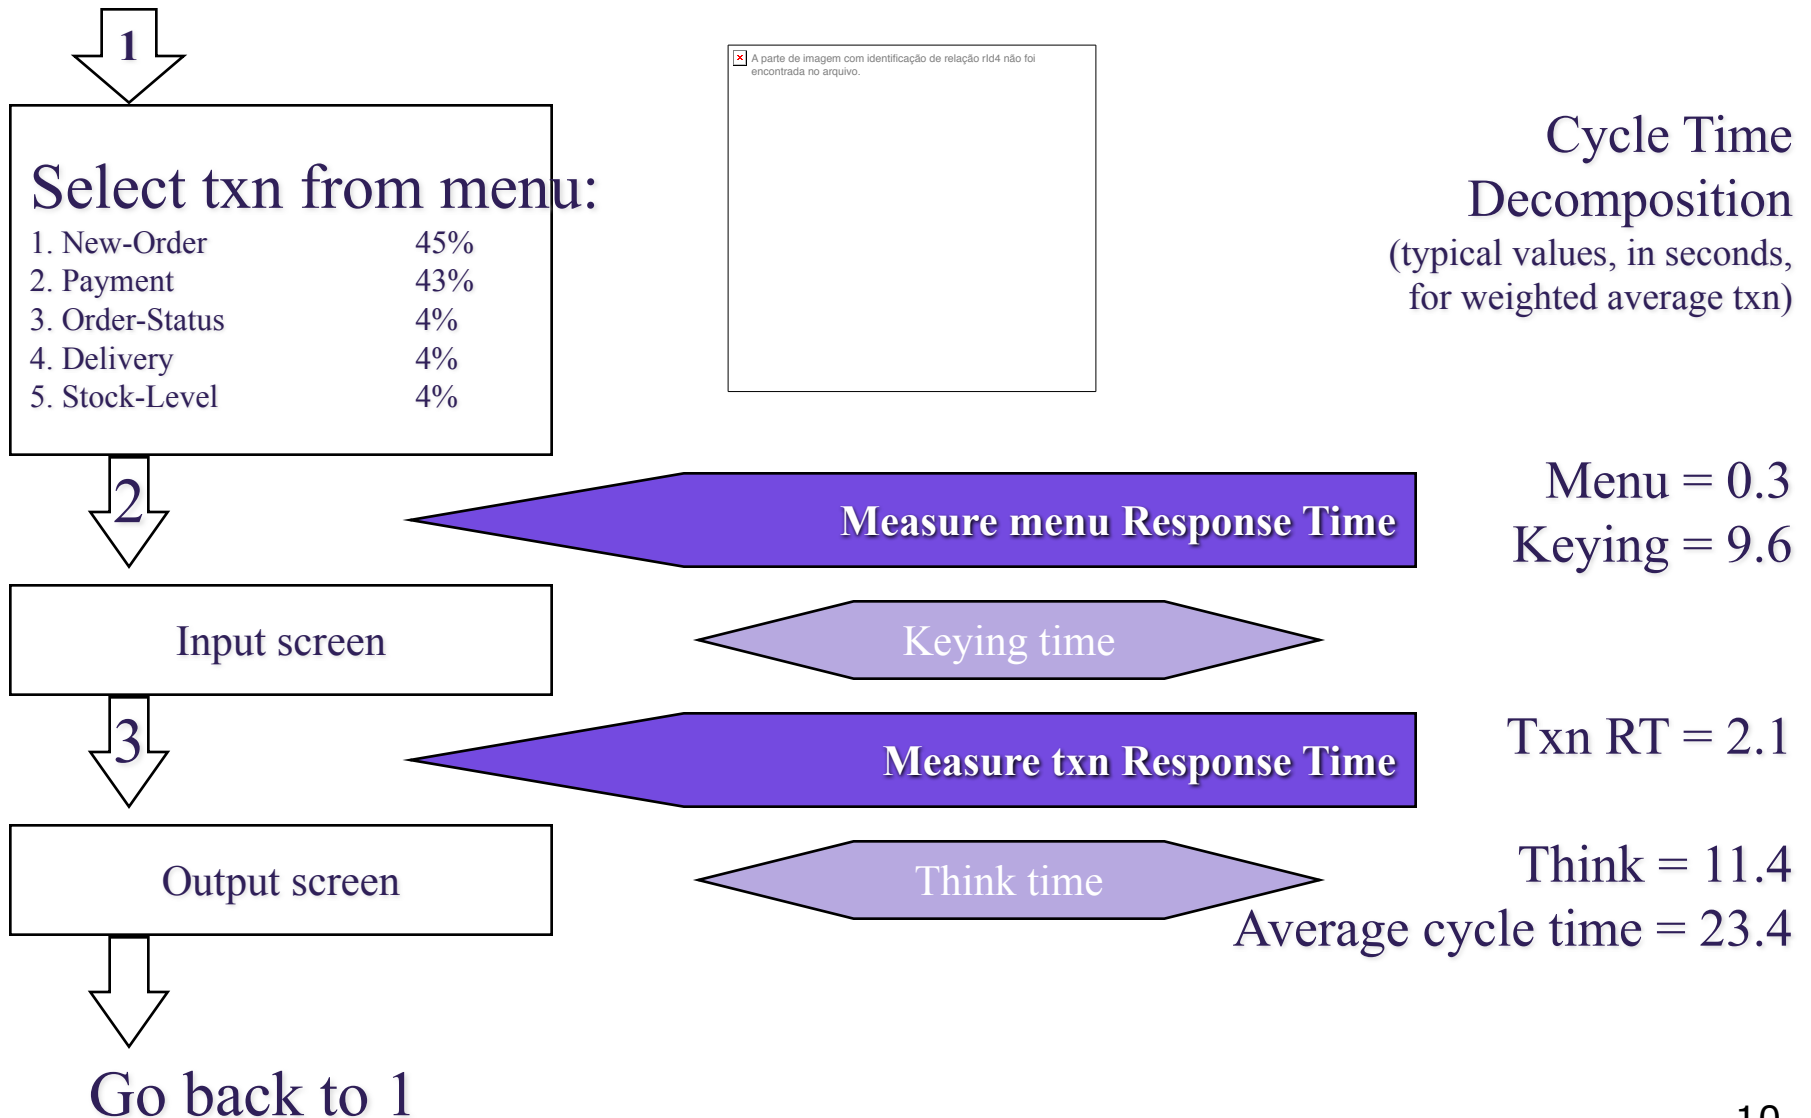 1
A parte de imagem com identificação de relação rId4 não foi
encontrada no arquivo.
Cycle Time
Decomposition
(typical values, in seconds,
for weighted average txn)
Select txn from menu:
1. New-Order 45%
2. Payment 43%
3. Order-Status 4%
4. Delivery 4%
5. Stock-Level 4%
2
Measure menu Response Time
Menu = 0.3
Keying = 9.6
Input screen
Keying time
3
Measure txn Response Time
Txn RT = 2.1
Output screen
Think time
Think = 11.4
Average cycle time = 23.4
Go back to 1